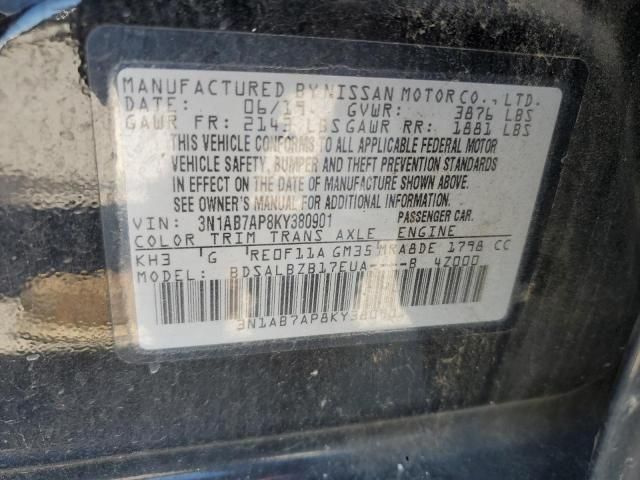 MANUFACTURED BY NISSAN MOTOR CO., LTD.
DATE: 06/19 GVWR: 3876 LBS
GAWR FR: 2143 LBS GAWR RR: 1881 LBS
THIS VEHICLE CONFORMS TO ALL APPLICABLE FEDERAL MOTOR
VEHICLE SAFETY, BUMPER AND THEFT PREVENTION STANDARDS
IN EFFECT ON THE DATE OF MANUFACTURE SHOWN ABOVE.
SEE OWNER'S MANUAL FOR ADDITIONAL INFORMATION.
VIN: 3N1AB7AP8KY380901 PASSENGER CAR.
COLOR TRIM TRANS AXLE ENGINE
KH3 G RE0F11A GM35 MRA8DE 1798 CC
MODEL: BDSALBZB17EUA----B 4Z000
3N1AB7AP8KY380901